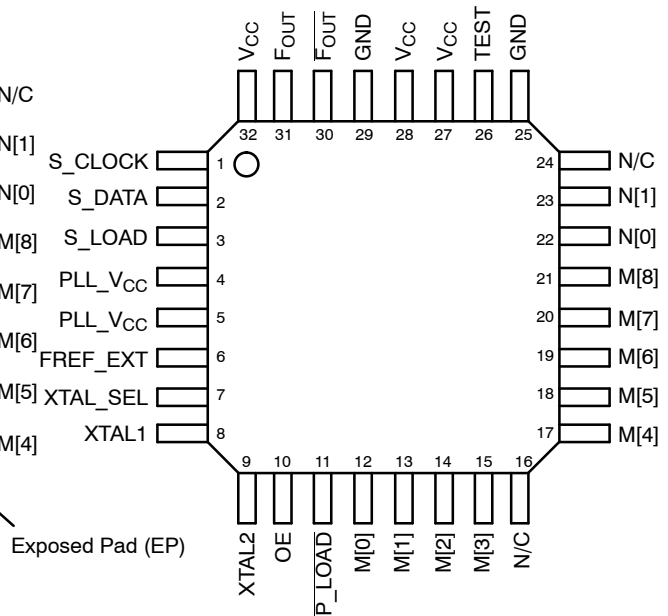 VCC FOUT FOUT GND VCC VCC TEST GND
32 31 30 29 28 27 26 25
N/C
N[1]
N[0]
M[8]
M[7]
M[6]
M[5]
M[4]
Exposed Pad (EP)
S_CLOCK 1
S_DATA 2
S_LOAD 3
PLL_VCC 4
PLL_VCC 5
FREF_EXT 6
XTAL_SEL 7
XTAL1 8
24 N/C
23 N[1]
22 N[0]
21 M[8]
20 M[7]
19 M[6]
18 M[5]
17 M[4]
9 10 11 12 13 14 15 16
XTAL2 OE P_LOAD M[0] M[1] M[2] M[3] N/C